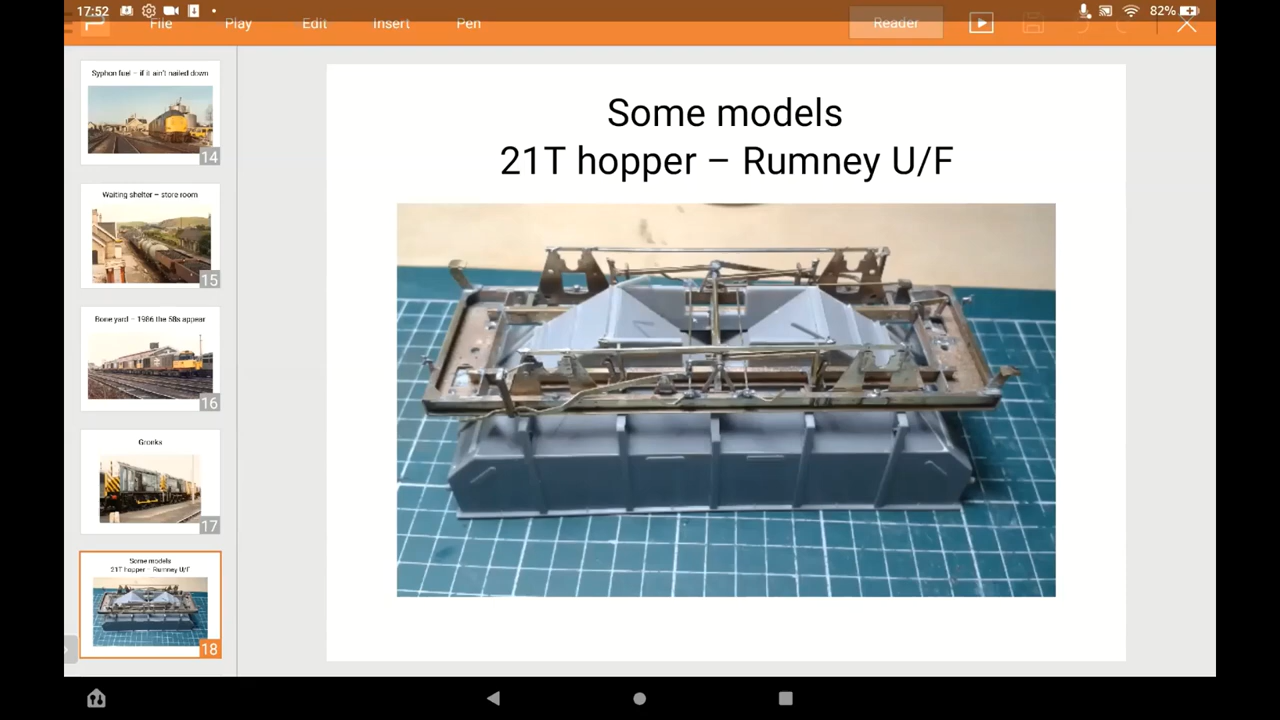 17:52
82%
File Play Edit Insert Pen Reader
Syphon fuel – if it ain't nailed down
14
Waiting shelter – store room
15
Bone yard – 1986 the 58s appear
16
Gronks
17
Some models
21T hopper – Rumney U/F
18
Some models
21T hopper – Rumney U/F